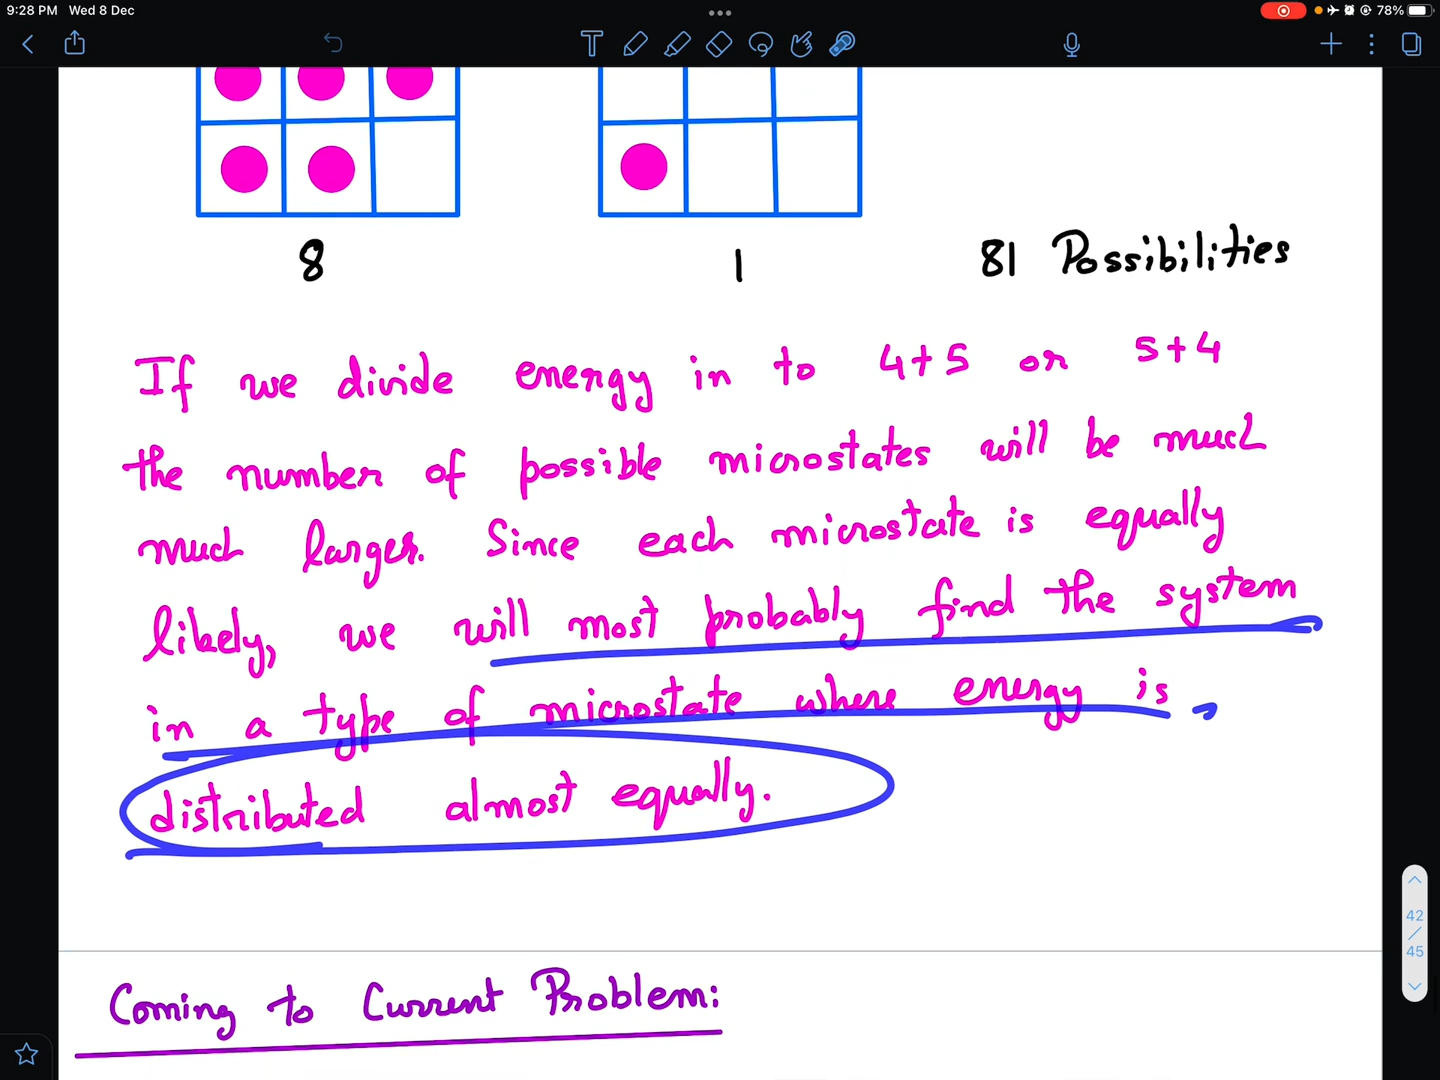 9:28 PM Wed 8 Dec
78%
8
1
81 Possibilities
If we divide energy in to 4+5 or 5+4
the number of possible microstates will be much
much larger. Since each microstate is equally
likely, we will most probably find the system
in a type of microstate where energy is
distributed almost equally.
42
/
45
Coming to Current Problem: